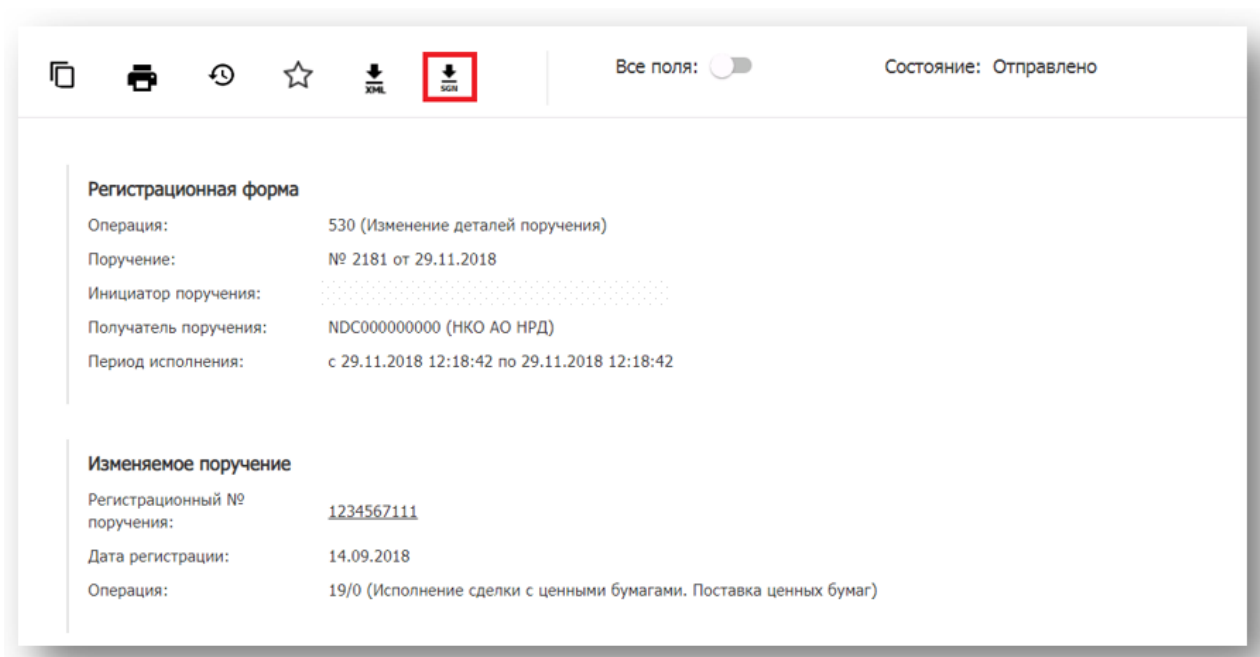 XML
SGN
Все поля:
Состояние: Отправлено
Регистрационная форма
Операция: 530 (Изменение деталей поручения)
Поручение: № 2181 от 29.11.2018
Инициатор поручения:
Получатель поручения: NDC000000000 (НКО АО НРД)
Период исполнения: с 29.11.2018 12:18:42 по 29.11.2018 12:18:42
Изменяемое поручение
Регистрационный №
поручения: 1234567111
Дата регистрации: 14.09.2018
Операция: 19/0 (Исполнение сделки с ценными бумагами. Поставка ценных бумаг)